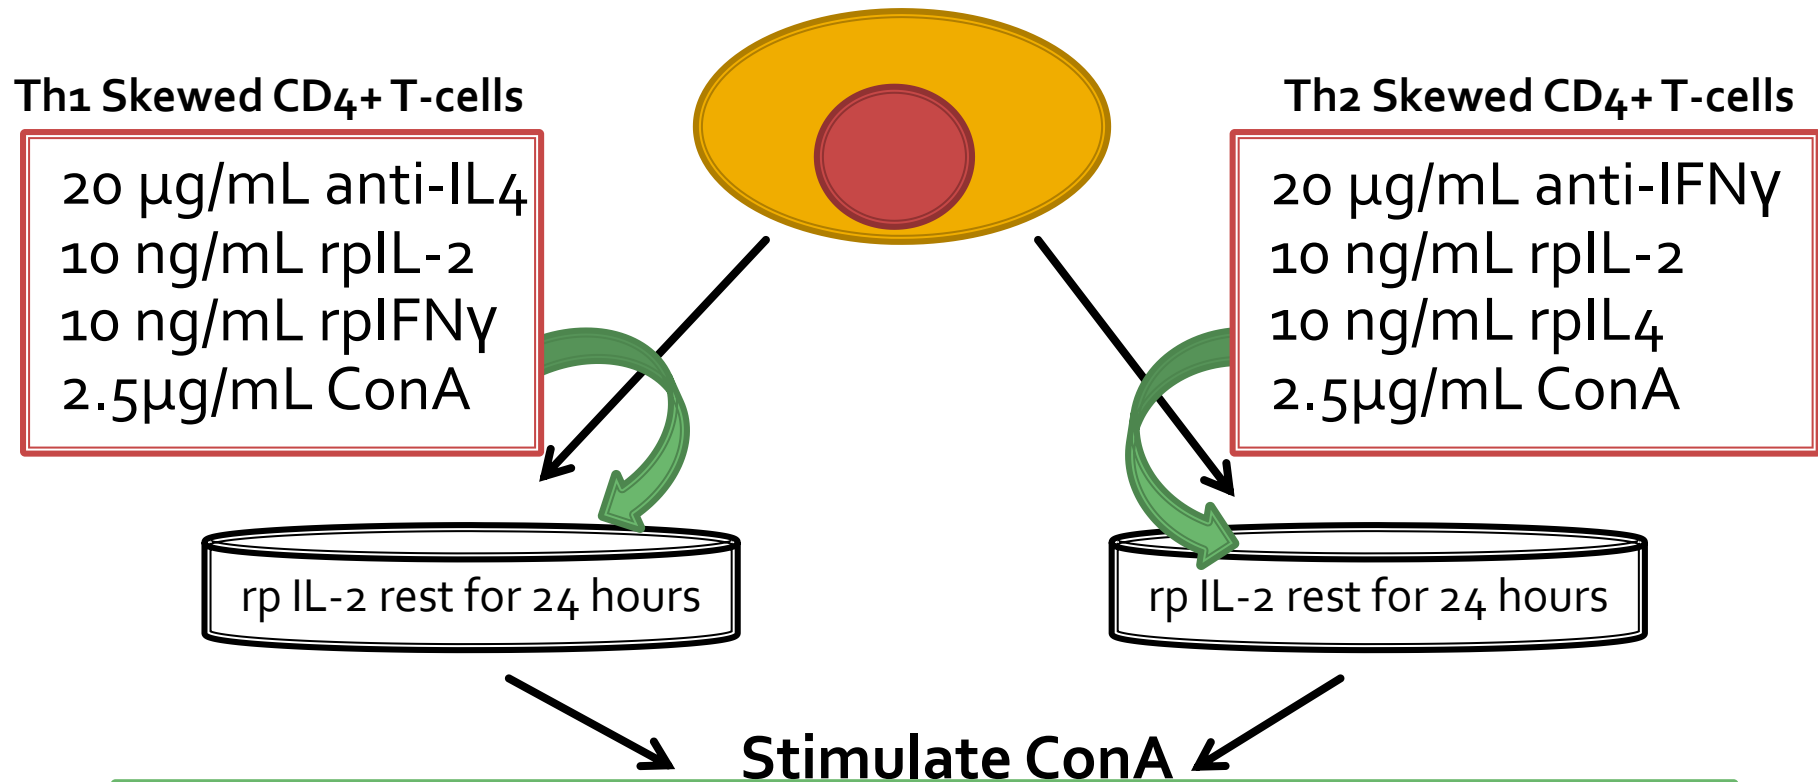 Th1 Skewed CD4+ T-cells
20 µg/mL anti-IL4
10 ng/mL rpIL-2
10 ng/mL rpIFNγ
2.5µg/mL ConA
Th2 Skewed CD4+ T-cells
20 µg/mL anti-IFNγ
10 ng/mL rpIL-2
10 ng/mL rpIL4
2.5µg/mL ConA
rp IL-2 rest for 24 hours
rp IL-2 rest for 24 hours
Stimulate ConA